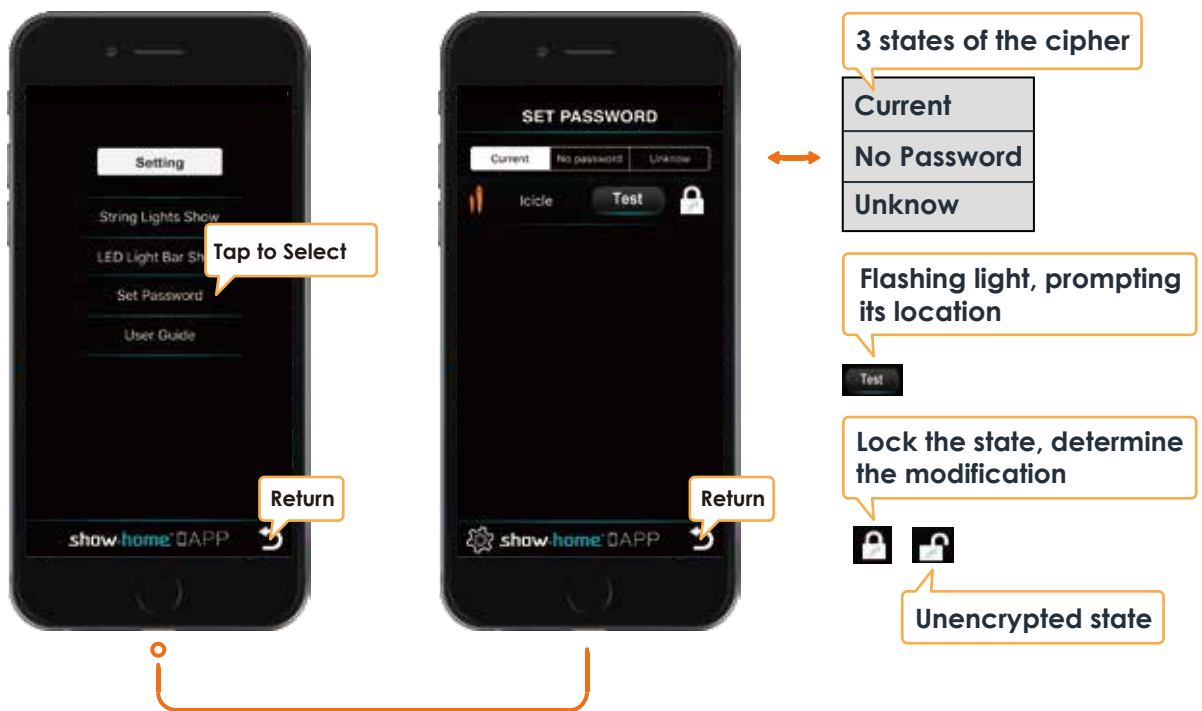 Setting
String Lights Show
LED Light Bar Sh
Tap to Select
Set Password
User Guide
Return
show-home APP
SET PASSWORD
Current No password Unknow
Icicle Test
Return
show-home APP
3 states of the cipher
Current
No Password
Unknow
Flashing light, prompting
its location
Test
Lock the state, determine
the modification
Unencrypted state